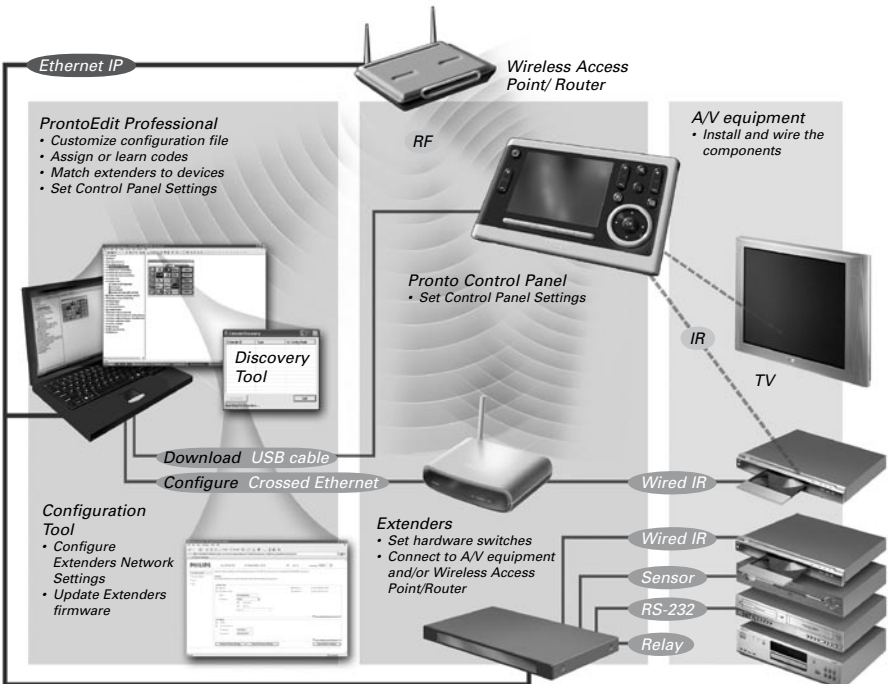 Ethernet IP
Wireless Access
Point/ Router
ProntoEdit Professional
• Customize configuration file
• Assign or learn codes
• Match extenders to devices
• Set Control Panel Settings
RF
A/V equipment
• Install and wire the
components
Pronto Control Panel
• Set Control Panel Settings
Discovery
Tool
IR
TV
Download USB cable
Configure Crossed Ethernet
Wired IR
Configuration
Tool
• Configure
Extenders Network
Settings
• Update Extenders
firmware
PHILIPS
Extenders
• Set hardware switches
• Connect to A/V equipment
and/or Wireless Access
Point/Router
Wired IR
Sensor
RS-232
Relay